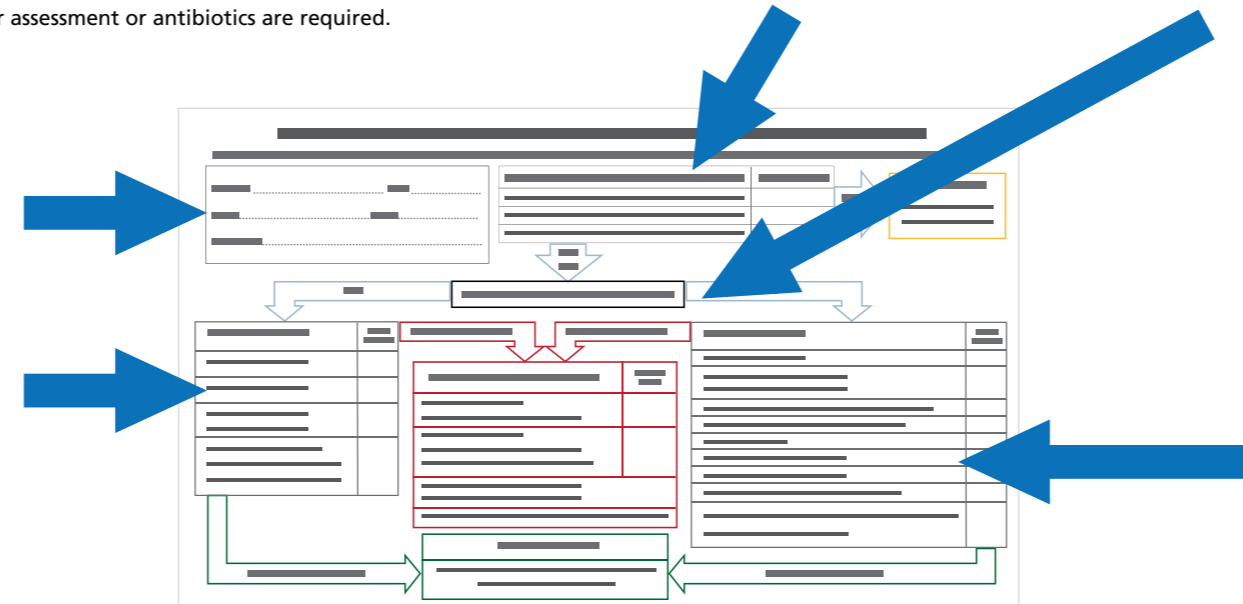 r assessment or antibiotics are required.